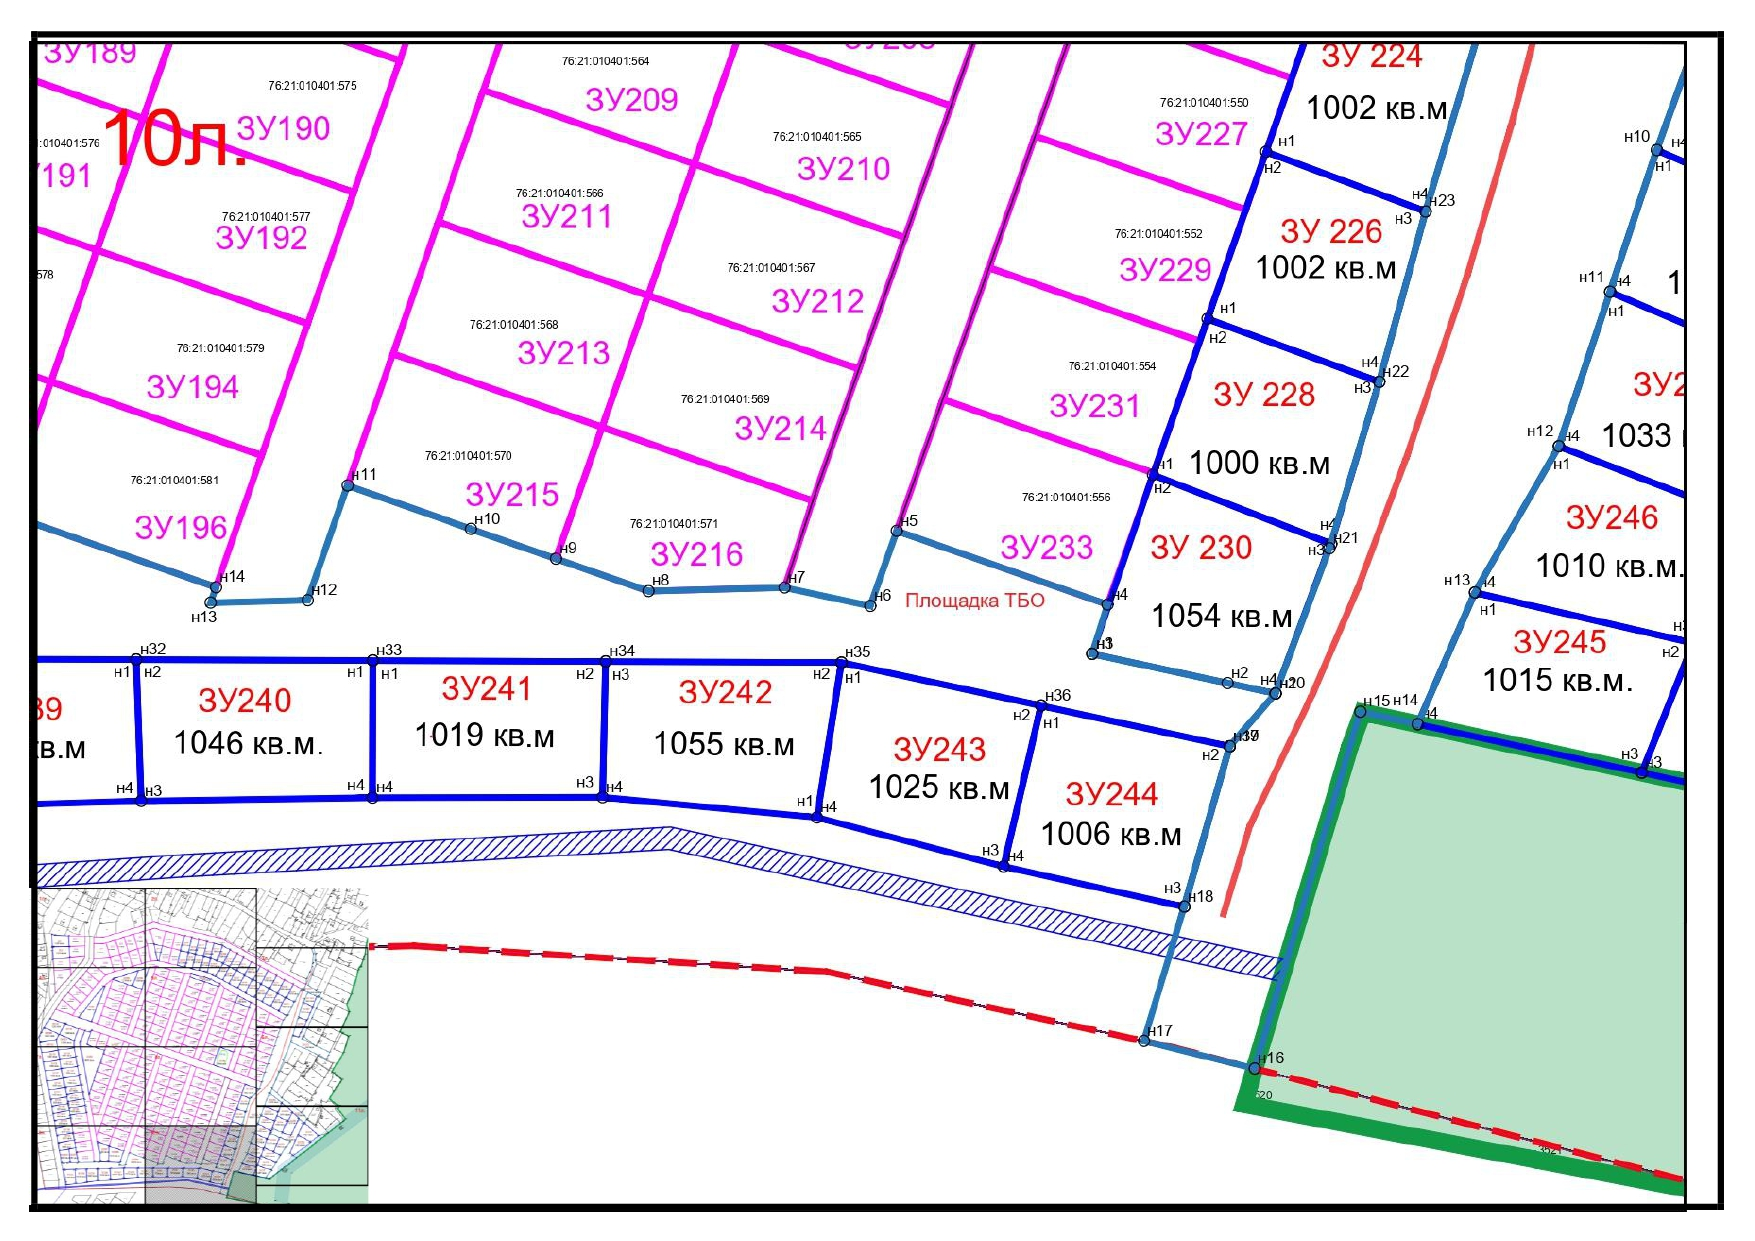 ЗУ189
76:21:010401:575
10л.
ЗУ190
:010401:576
76:21:010401:577
ЗУ192
578
76:21:010401:579
ЗУ194
76:21:010401:581
ЗУ196
н14
н13
н12
н11
76:21:010401:564
ЗУ209
76:21:010401:565
ЗУ210
76:21:010401:566
ЗУ211
76:21:010401:567
ЗУ212
76:21:010401:568
ЗУ213
76:21:010401:569
ЗУ214
76:21:010401:570
ЗУ215
н10
н9
76:21:010401:571
ЗУ216
н8
н7
н6
н5
76:21:010401:550
ЗУ227
76:21:010401:552
ЗУ229
76:21:010401:554
ЗУ231
76:21:010401:556
ЗУ233
н4
Площадка ТБО
ЗУ 224
1002 кв.м
н1
н2
н4
н3
н23
ЗУ 226
1002 кв.м
н1
н2
н4
н3
н22
ЗУ 228
1000 кв.м
н1
н2
н4
н3
н21
ЗУ 230
1054 кв.м
н2
н4
н20
н10
н1
н11
н4
н1
1033
н12
н4
н1
ЗУ246
1010 кв.м.
н13
н4
н1
ЗУ245
1015 кв.м.
н2
н15
н14
н4
н3
н3
н32
н1
н2
кв.м
ЗУ240
1046 кв.м.
н4
н3
н33
н1
н1
ЗУ241
1019 кв.м
н4
н4
н34
н2
н3
ЗУ242
1055 кв.м
н3
н4
н35
н2
н1
ЗУ243
1025 кв.м
н1
н4
н36
н2
н1
ЗУ244
1006 кв.м
н3
н4
н2
н3
н18
н17
н16